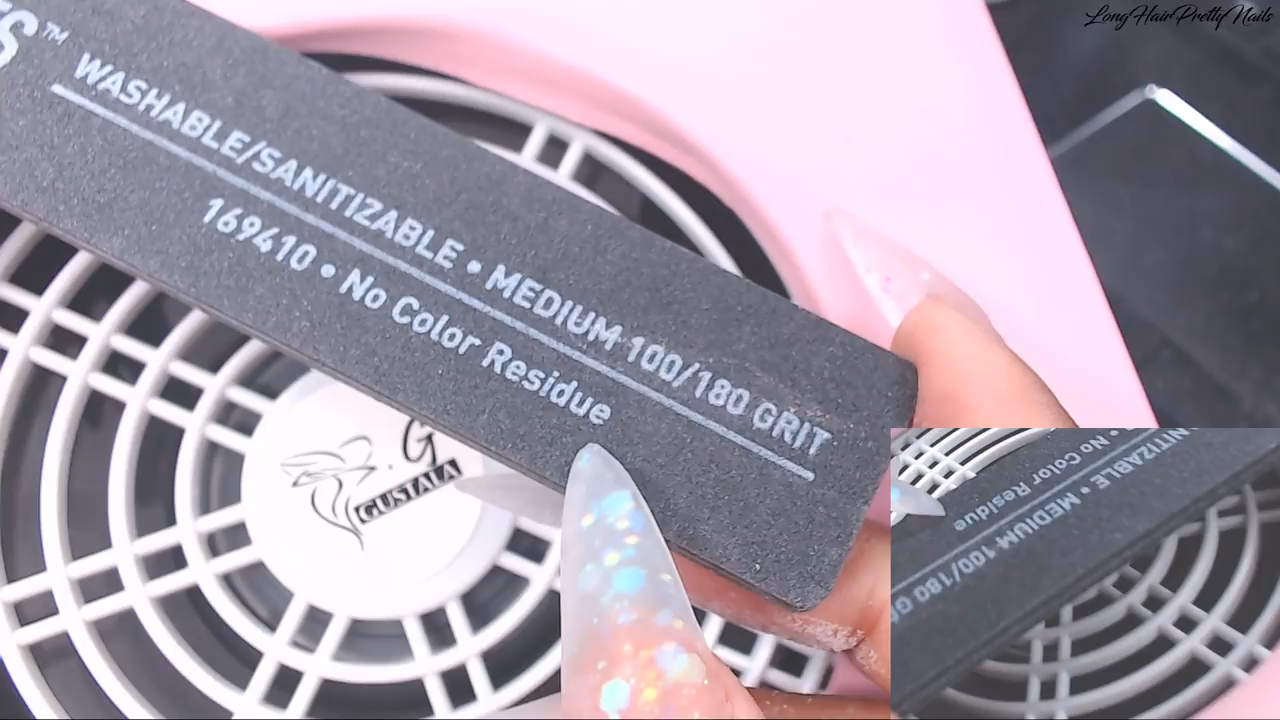 LongHairPrettyNails
S™
WASHABLE/SANITIZABLE • MEDIUM 100/180 GRIT
169410 • No Color Residue
G
GUSTALA
NITIZABLE • MEDIUM 100/180 G
• No Color Residue